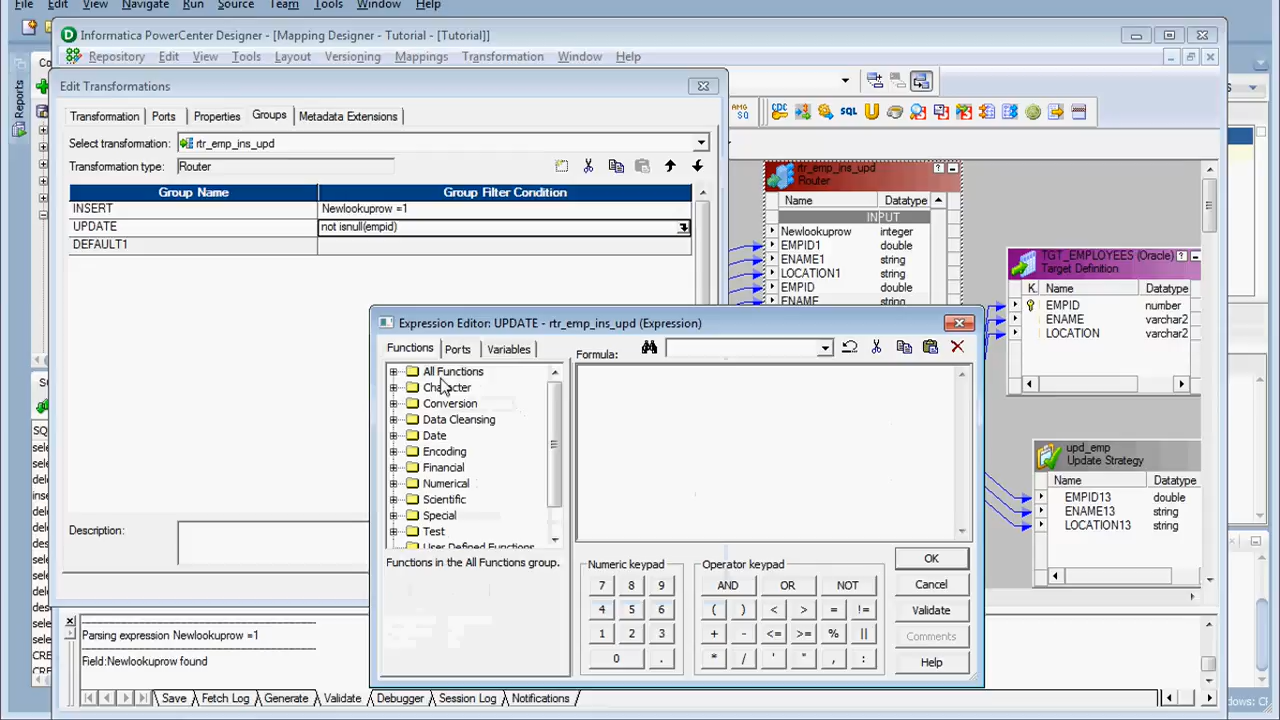 File Edit View Navigate Run Source Team Tools Window Help
Informatica PowerCenter Designer - [Mapping Designer - Tutorial - [Tutorial]]
Repository Edit View Tools Layout Versioning Mappings Transformation Window Help
Reports
Edit Transformations
Transformation Ports Properties Groups Metadata Extensions
Select transformation: rtr_emp_ins_upd
Transformation type: Router
Group Name Group Filter Condition
INSERT Newlookuprow =1
UPDATE not isnull(empid)
DEFAULT1
Description:
SQL
rtr_emp_ins_upd
Router
Name Datatype
INPUT
Newlookuprow integer
EMPID1 double
ENAME1 string
LOCATION1 string
EMPID double
ENAME string
TGT_EMPLOYEES (Oracle)
Target Definition
K. Name Datatype
EMPID number
ENAME varchar2
LOCATION varchar2
upd_emp
Update Strategy
Name Datatype
EMPID13 double
ENAME13 string
LOCATION13 string
Expression Editor: UPDATE - rtr_emp_ins_upd (Expression)
Functions Ports Variables
Formula:
All Functions
Character
Conversion
Data Cleansing
Date
Encoding
Financial
Numerical
Scientific
Special
Test
User Defined Functions
Functions in the All Functions group.
Numeric keypad
7 8 9
4 5 6
1 2 3
0 .
Operator keypad
AND OR NOT
( ) < > = !=
+ - <= >= % ||
* / ' " , :
OK
Cancel
Validate
Comments
Help
Parsing expression Newlookuprow =1
Field:Newlookuprow found
Save Fetch Log Generate Validate Debugger Session Log Notifications